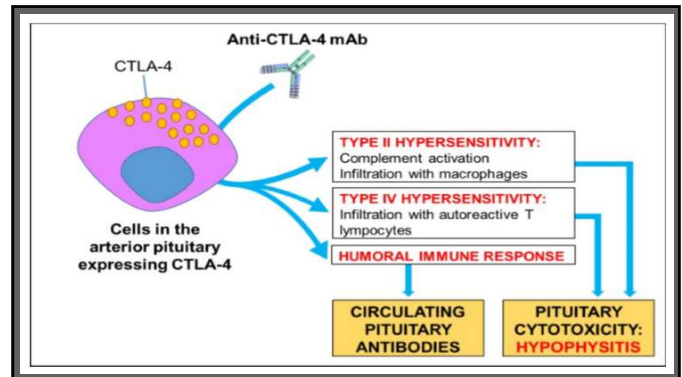 Anti-CTLA-4 mAb
CTLA-4
TYPE II HYPERSENSITIVITY:
Complement activation
Infiltration with macrophages
TYPE IV HYPERSENSITIVITY:
Infiltration with autoreactive T
lympocytes
HUMORAL IMMUNE RESPONSE
Cells in the
arterior pituitary
expressing CTLA-4
CIRCULATING
PITUITARY
ANTIBODIES
PITUITARY
CYTOTOXICITY:
HYPOPHYSITIS